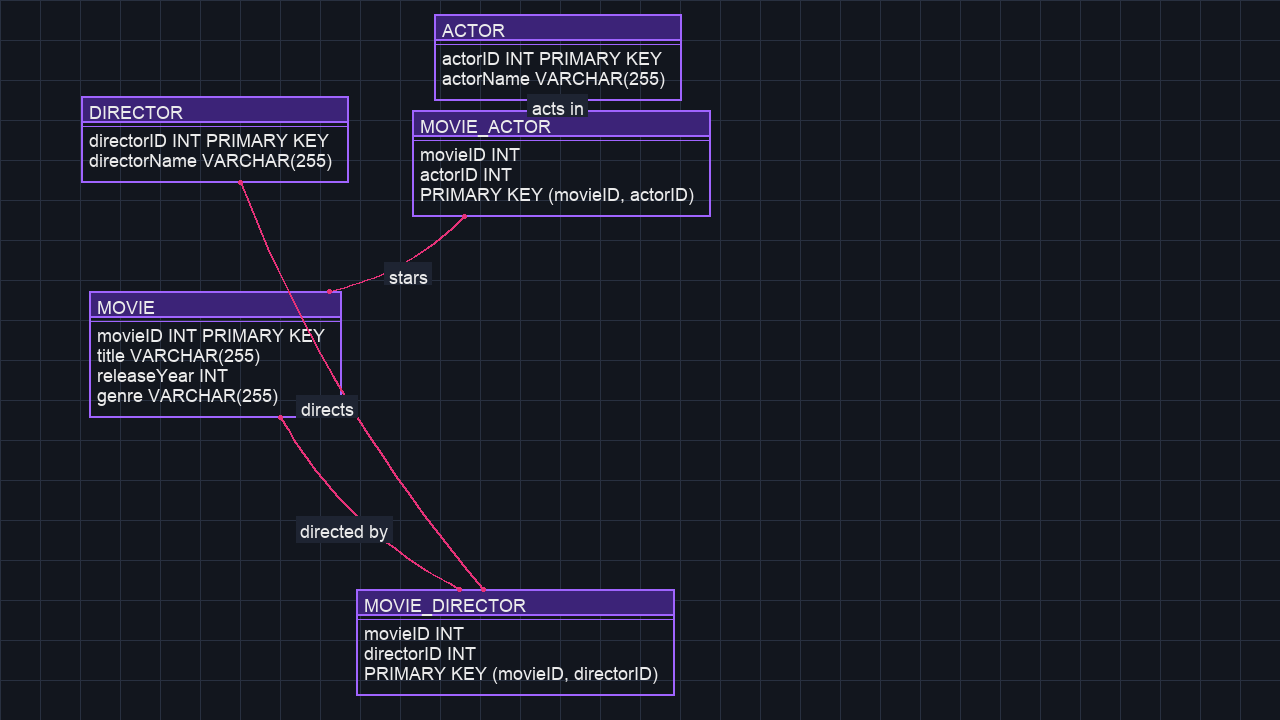 ACTOR
actorID INT PRIMARY KEY
actorName VARCHAR(255)
acts in
DIRECTOR
directorID INT PRIMARY KEY
directorName VARCHAR(255)
MOVIE_ACTOR
movieID INT
actorID INT
PRIMARY KEY (movieID, actorID)
stars
MOVIE
movieID INT PRIMARY KEY
title VARCHAR(255)
releaseYear INT
genre VARCHAR(255)
directs
directed by
MOVIE_DIRECTOR
movieID INT
directorID INT
PRIMARY KEY (movieID, directorID)